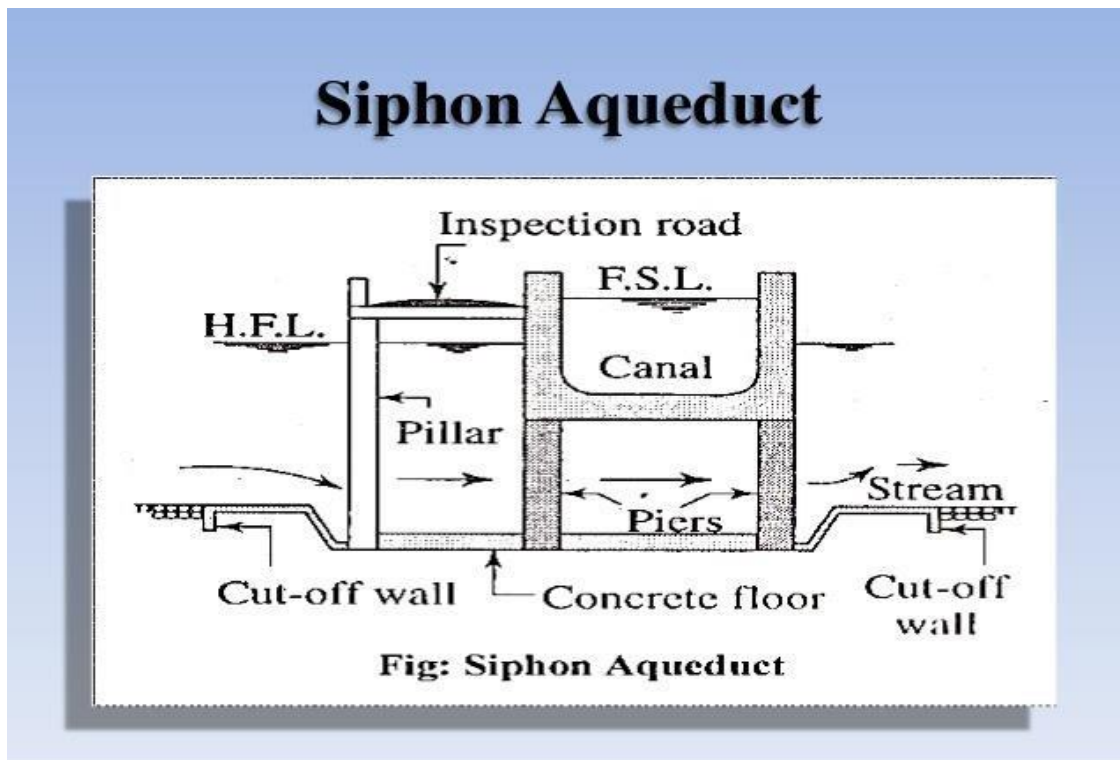 Siphon Aqueduct
Inspection road
F.S.L.
H.F.L.
Canal
Pillar
Stream
Piers
Cut-off wall
Concrete floor
Cut-off
wall
Fig: Siphon Aqueduct